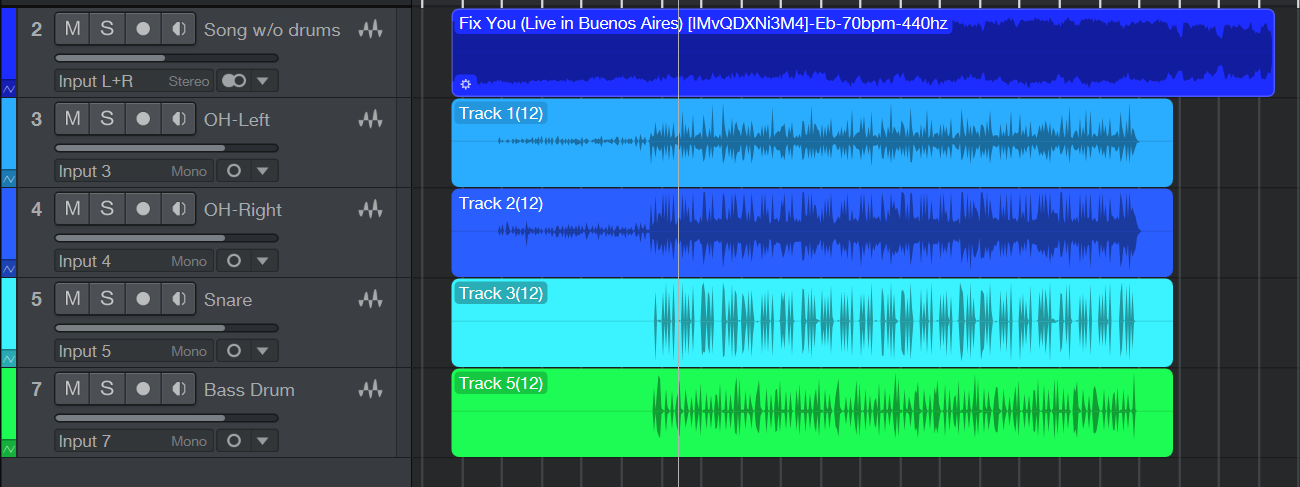 2 M S Song w/o drums
Input L+R Stereo
Fix You (Live in Buenos Aires) [lMvQDXNi3M4]-Eb-70bpm-440hz
3 M S OH-Left
Input 3 Mono
Track 1(12)
4 M S OH-Right
Input 4 Mono
Track 2(12)
5 M S Snare
Input 5 Mono
Track 3(12)
7 M S Bass Drum
Input 7 Mono
Track 5(12)